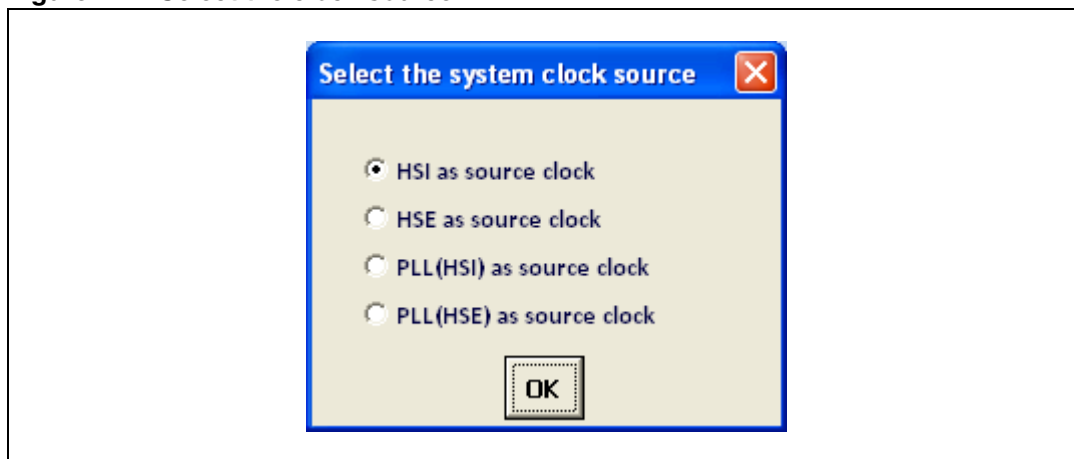 Select the system clock source
HSI as source clock
HSE as source clock
PLL(HSI) as source clock
PLL(HSE) as source clock
OK